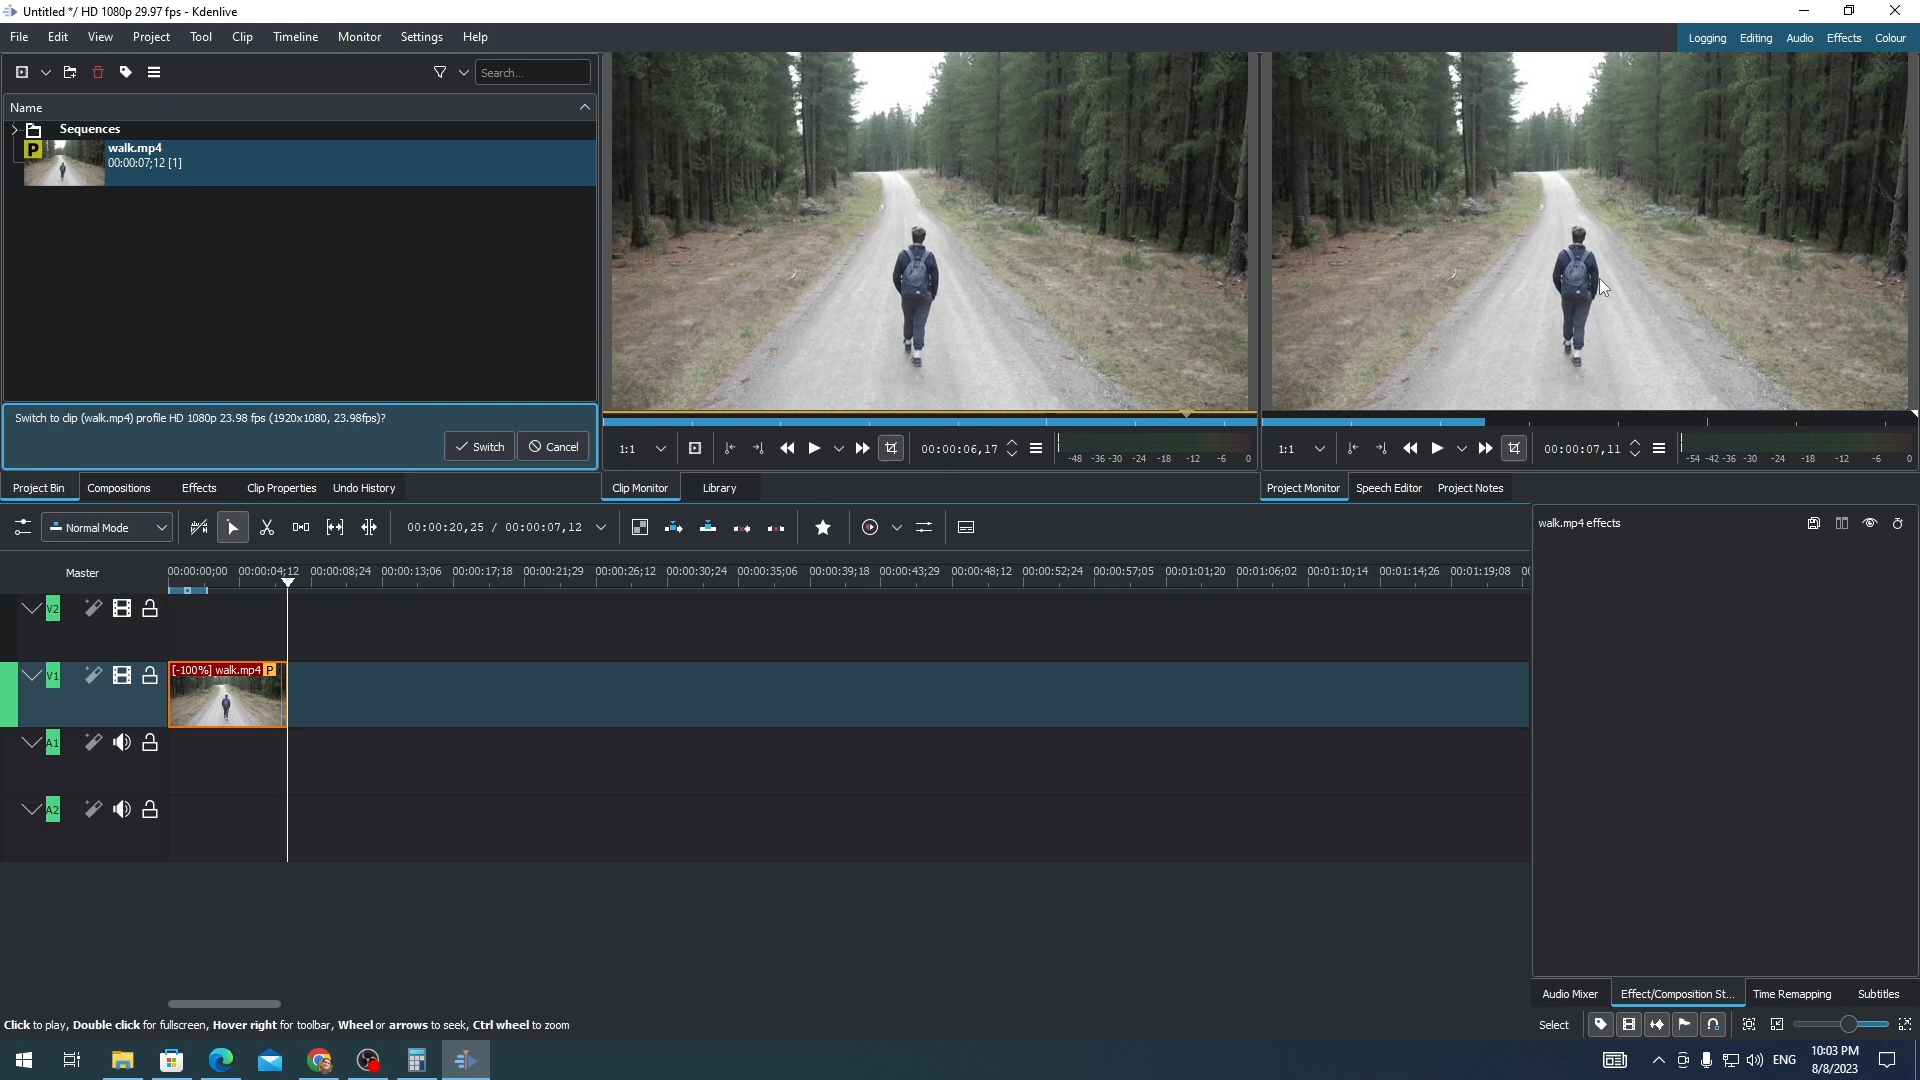 Untitled */ HD 1080p 29.97 fps - Kdenlive
File Edit View Project Tool Clip Timeline Monitor Settings Help
Logging Editing Audio Effects Colour
Search...
Name
Sequences
P
walk.mp4
00:00:07;12 [1]
Switch to clip (walk.mp4) profile HD 1080p 23.98 fps (1920x1080, 23.98fps)?
Switch Cancel
1:1 00:00:06,17 -48 -36 -30 -24 -18 -12 -6 0
1:1 00:00:07,11 -54 -42 -36 -30 -24 -18 -12 -6 0
Project Bin Compositions Effects Clip Properties Undo History
Clip Monitor Library
Project Monitor Speech Editor Project Notes
Normal Mode 00:00:20,25 / 00:00:07,12
walk.mp4 effects
Master 00:00:00;00 00:00:04;12 00:00:08;24 00:00:13;06 00:00:17;18 00:00:21;29 00:00:26;12 00:00:30;24 00:00:35;06 00:00:39;18 00:00:43;29 00:00:48;12 00:00:52;24 00:00:57;05 00:01:01;20 00:01:06;02 00:01:10;14 00:01:14;26 00:01:19;08
V2
V1 [-100%] walk.mp4 P
A1
A2
Audio Mixer Effect/Composition St... Time Remapping Subtitles
Click to play, Double click for fullscreen, Hover right for toolbar, Wheel or arrows to seek, Ctrl wheel to zoom
Select
ENG
10:03 PM
8/8/2023